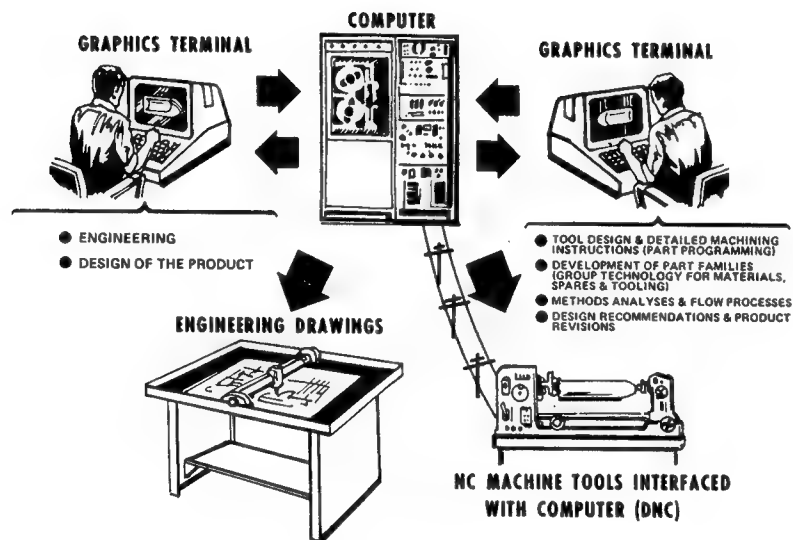 COMPUTER
GRAPHICS TERMINAL
GRAPHICS TERMINAL
● ENGINEERING
● DESIGN OF THE PRODUCT
● TOOL DESIGN & DETAILED MACHINING
INSTRUCTIONS (PART PROGRAMMING)
● DEVELOPMENT OF PART FAMILIES
(GROUP TECHNOLOGY FOR MATERIALS,
SPARES & TOOLING)
● METHODS ANALYSES & FLOW PROCESSES
● DESIGN RECOMMENDATIONS & PRODUCT
REVISIONS
ENGINEERING DRAWINGS
NC MACHINE TOOLS INTERFACED
WITH COMPUTER (DNC)